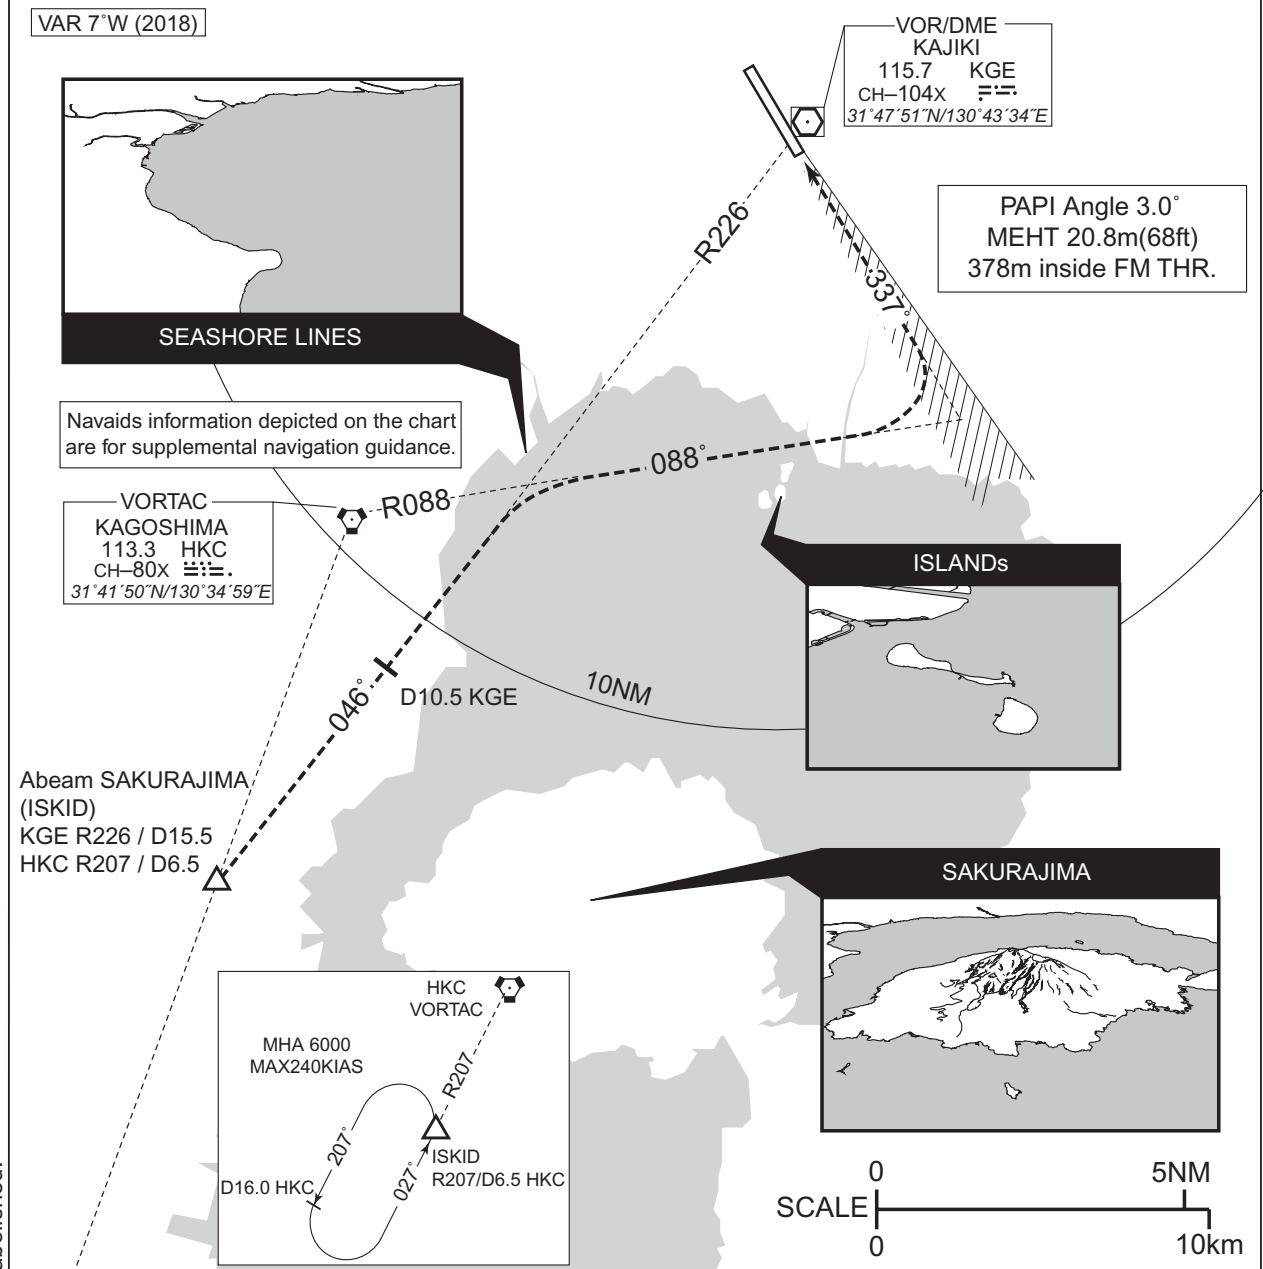 VAR 7˚W (2018)
VOR/DME
KAJIKI
115.7 KGE
CH–104X
31˚47´51˝N/130˚43´34˝E
PAPI Angle 3.0˚
MEHT 20.8m(68ft)
378m inside FM THR.
R226
337˚
SEASHORE LINES
Navaids information depicted on the chart
are for supplemental navigation guidance.
088˚
R088
VORTAC
KAGOSHIMA
113.3 HKC
CH–80X
31˚41´50˝N/130˚34´59˝E
ISLANDs
10NM
D10.5 KGE
046˚
Abeam SAKURAJIMA
(ISKID)
KGE R226 / D15.5
HKC R207 / D6.5
SAKURAJIMA
HKC
VORTAC
MHA 6000
MAX240KIAS
R207
207˚
027˚
ISKID
R207/D6.5 HKC
D16.0 HKC
0 5NM
SCALE
0 10km